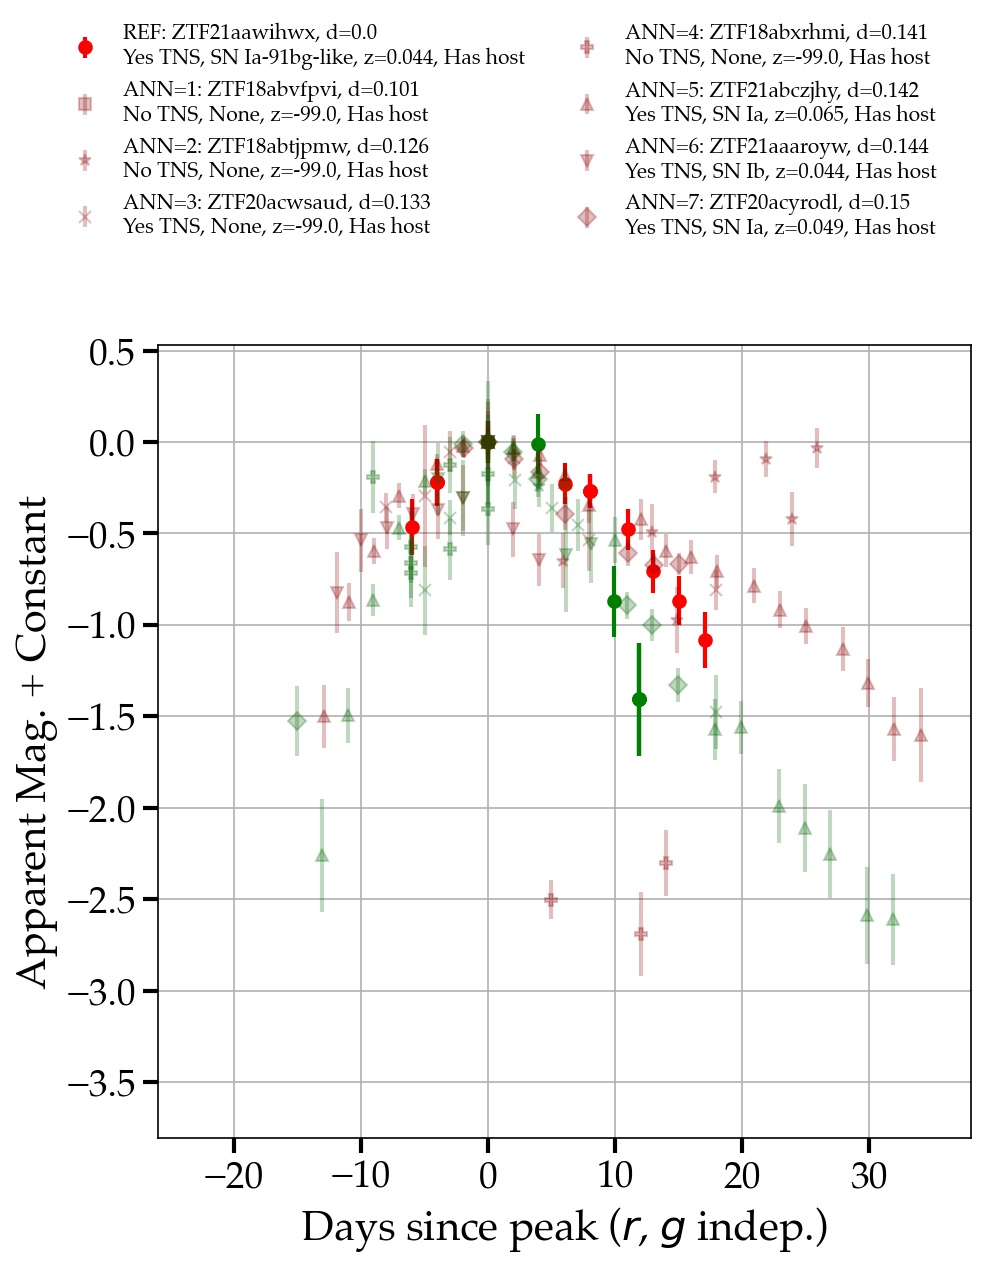 REF: ZTF21aawihwx, d=0.0
Yes TNS, SN Ia-91bg-like, z=0.044, Has host
ANN=1: ZTF18abvfpvi, d=0.101
No TNS, None, z=-99.0, Has host
ANN=2: ZTF18abtjpmw, d=0.126
No TNS, None, z=-99.0, Has host
ANN=3: ZTF20acwsaud, d=0.133
Yes TNS, None, z=-99.0, Has host
ANN=4: ZTF18abxrhmi, d=0.141
No TNS, None, z=-99.0, Has host
ANN=5: ZTF21abczjhy, d=0.142
Yes TNS, SN Ia, z=0.065, Has host
ANN=6: ZTF21aaaroyw, d=0.144
Yes TNS, SN Ib, z=0.044, Has host
ANN=7: ZTF20acyrodl, d=0.15
Yes TNS, SN Ia, z=0.049, Has host
Apparent Mag. + Constant
0.5
0.0
−0.5
−1.0
−1.5
−2.0
−2.5
−3.0
−3.5
−20 −10 0 10 20 30
Days since peak (r, g indep.)